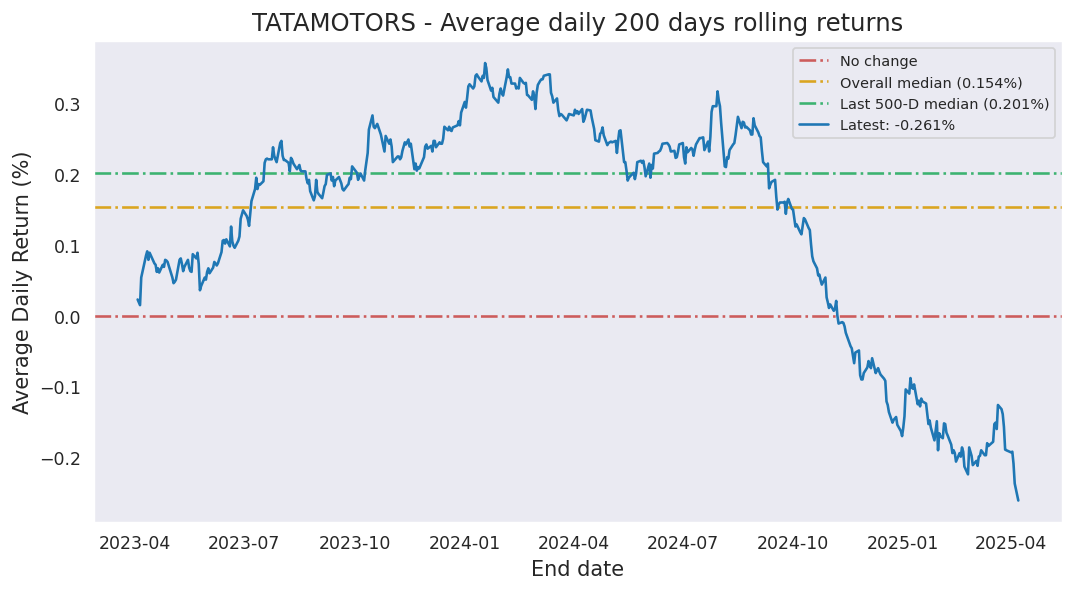 TATAMOTORS - Average daily 200 days rolling returns
No change
Overall median (0.154%)
Last 500-D median (0.201%)
Latest: -0.261%
Average Daily Return (%)
0.3
0.2
0.1
0.0
−0.1
−0.2
2023-04 2023-07 2023-10 2024-01 2024-04 2024-07 2024-10 2025-01 2025-04
End date